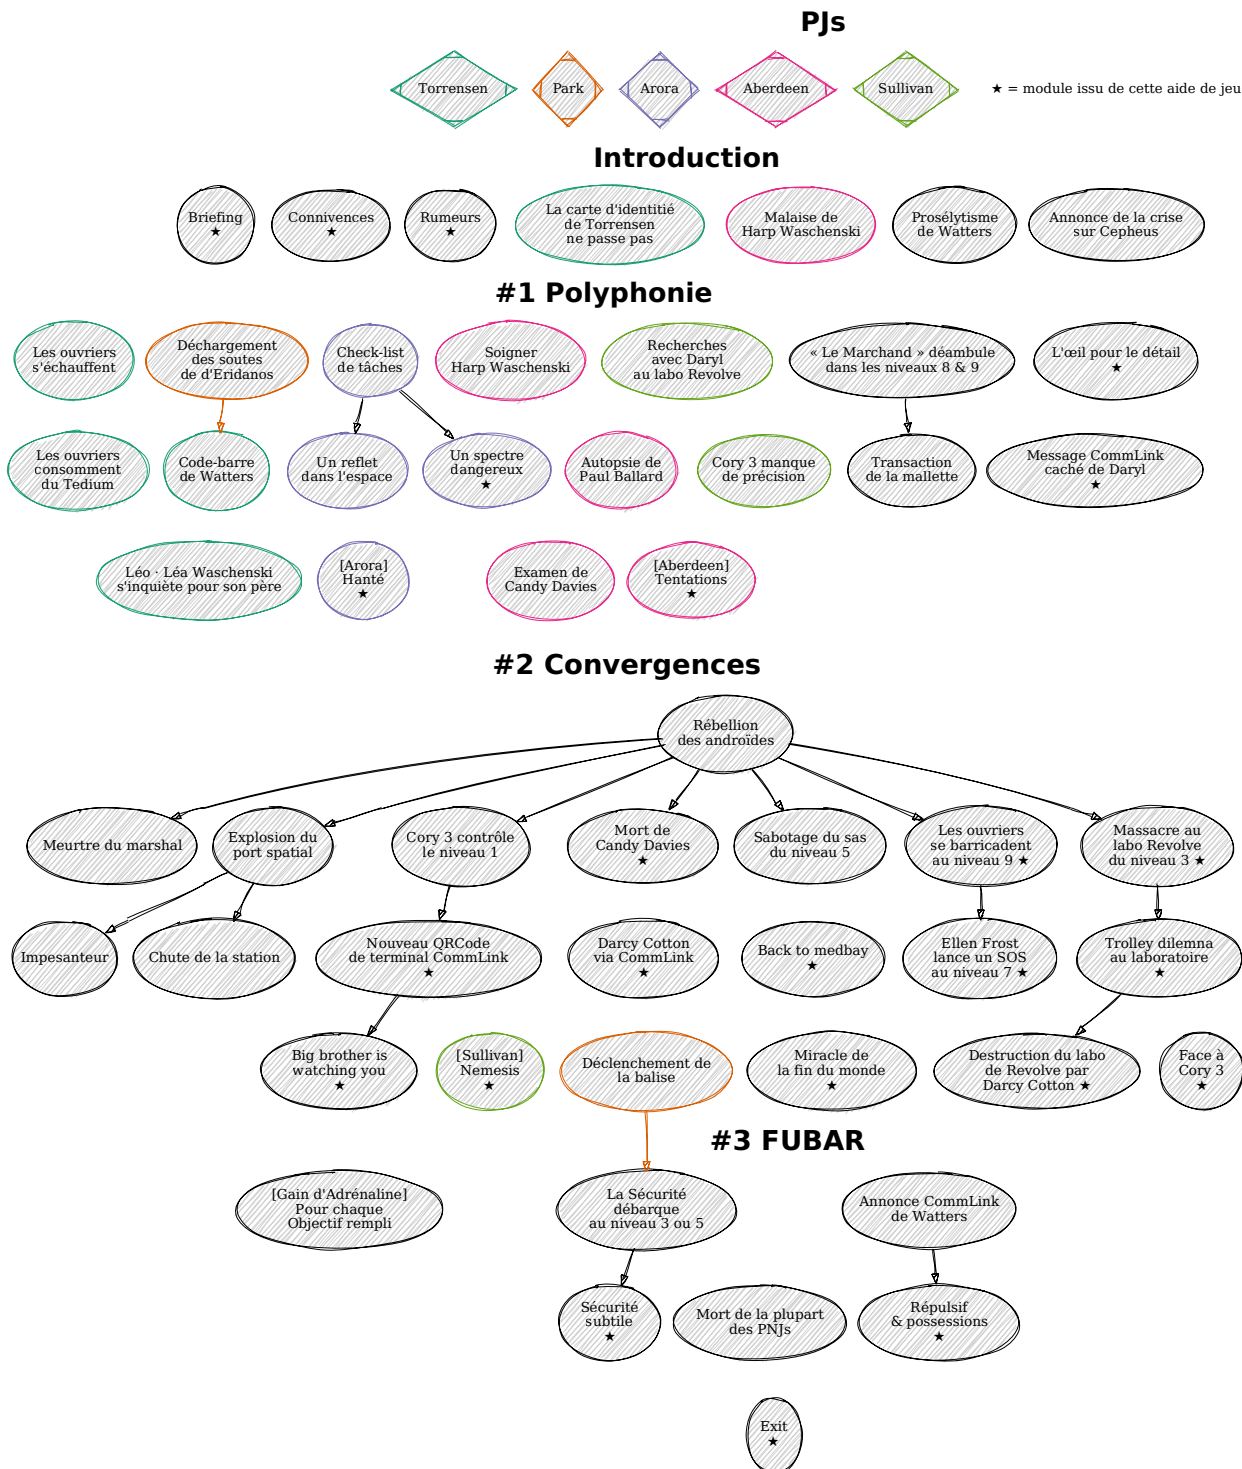 PJs
Torrensen
Park
Arora
Aberdeen
Sullivan
★ = module issu de cette aide de jeu
Introduction
Briefing
★
Connivences
★
Rumeurs
★
La carte d'identitié
de Torrensen
ne passe pas
Malaise de
Harp Waschenski
Prosélytisme
de Watters
Annonce de la crise
sur Cepheus
#1 Polyphonie
Les ouvriers
s'échauffent
Déchargement
des soutes
de d'Eridanos
Check-list
de tâches
Soigner
Harp Waschenski
Recherches
avec Daryl
au labo Revolve
« Le Marchand » déambule
dans les niveaux 8 & 9
L'œil pour le détail
★
Les ouvriers
consomment
du Tedium
Code-barre
de Watters
Un reflet
dans l'espace
Un spectre
dangereux
★
Autopsie de
Paul Ballard
Cory 3 manque
de précision
Transaction
de la mallette
Message CommLink
caché de Daryl
★
Léo · Léa Waschenski
s'inquiète pour son père
[Arora]
Hanté
★
Examen de
Candy Davies
[Aberdeen]
Tentations
★
#2 Convergences
Rébellion
des androïdes
Meurtre du marshal
Explosion du
port spatial
Cory 3 contrôle
le niveau 1
Mort de
Candy Davies
★
Sabotage du sas
du niveau 5
Les ouvriers
se barricadent
au niveau 9 ★
Massacre au
labo Revolve
du niveau 3 ★
Impesanteur
Chute de la station
Nouveau QRCode
de terminal CommLink
★
Darcy Cotton
via CommLink
★
Back to medbay
★
Ellen Frost
lance un SOS
au niveau 7 ★
Trolley dilemna
au laboratoire
★
Big brother is
watching you
★
[Sullivan]
Nemesis
★
Déclenchement de
la balise
Miracle de
la fin du monde
★
Destruction du labo
de Revolve par
Darcy Cotton ★
Face à
Cory 3
★
#3 FUBAR
[Gain d'Adrénaline]
Pour chaque
Objectif rempli
La Sécurité
débarque
au niveau 3 ou 5
Annonce CommLink
de Watters
Sécurité
subtile
★
Mort de la plupart
des PNJs
Répulsif
& possessions
★
Exit
★